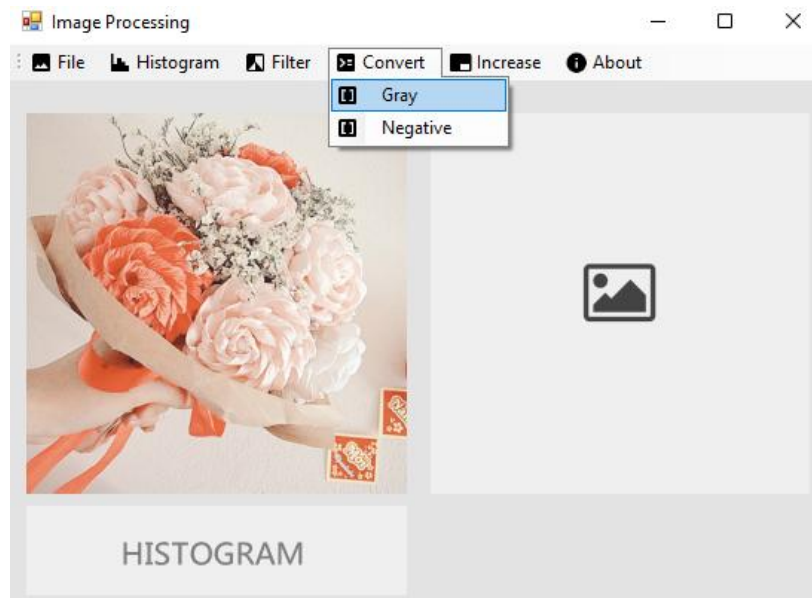 Image Processing
File Histogram Filter Convert Increase About
Gray
Negative
HISTOGRAM